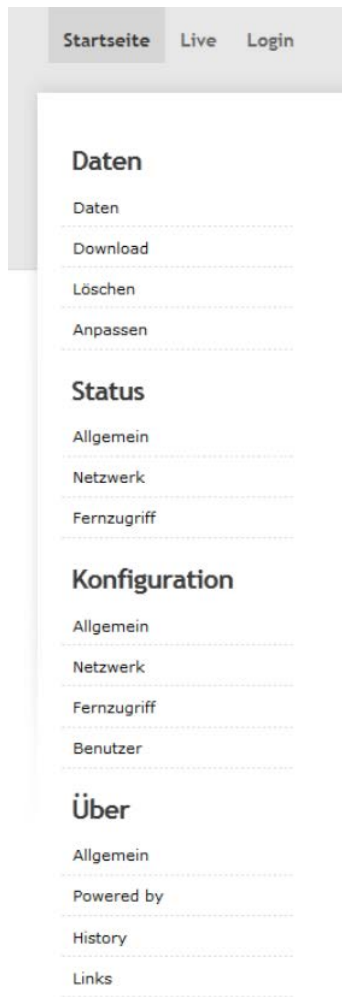 Startseite Live Login
Daten
Daten
Download
Löschen
Anpassen
Status
Allgemein
Netzwerk
Fernzugriff
Konfiguration
Allgemein
Netzwerk
Fernzugriff
Benutzer
Über
Allgemein
Powered by
History
Links